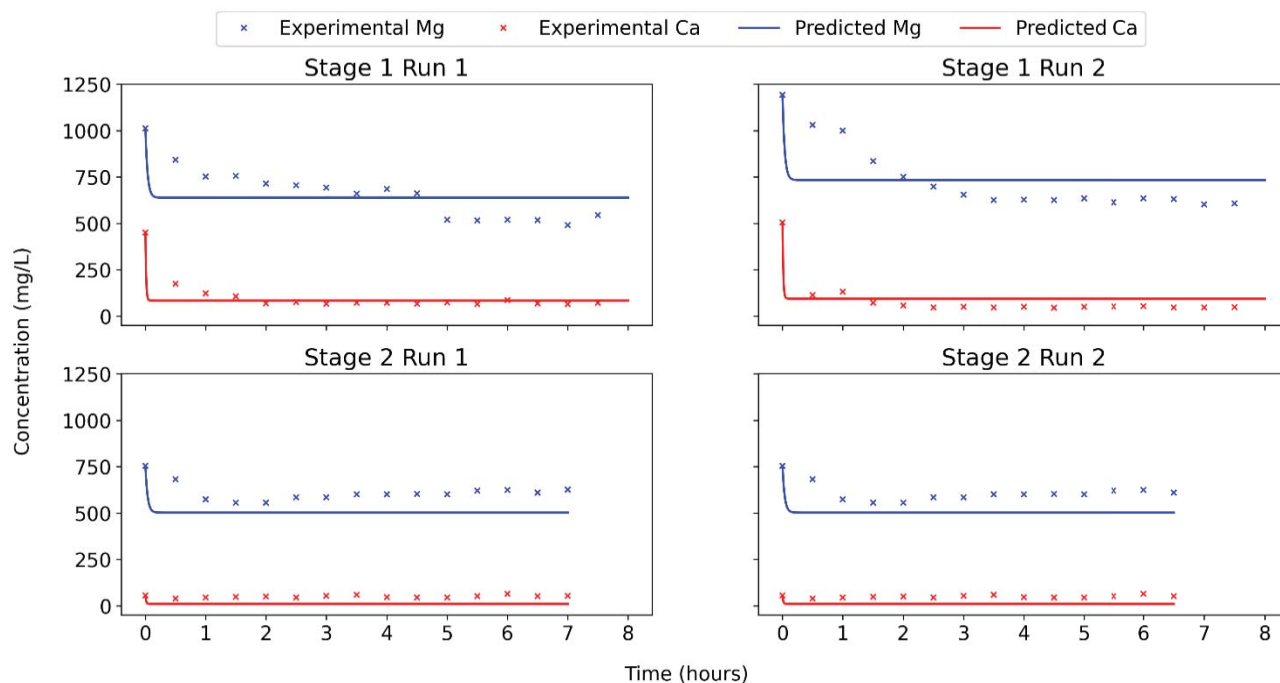 Experimental Mg Experimental Ca Predicted Mg Predicted Ca
Stage 1 Run 1
Stage 1 Run 2
1250
1000
750
500
250
0
Stage 2 Run 1
Stage 2 Run 2
1250
1000
750
500
250
0
0 1 2 3 4 5 6 7 8
0 1 2 3 4 5 6 7 8
Concentration (mg/L)
Time (hours)